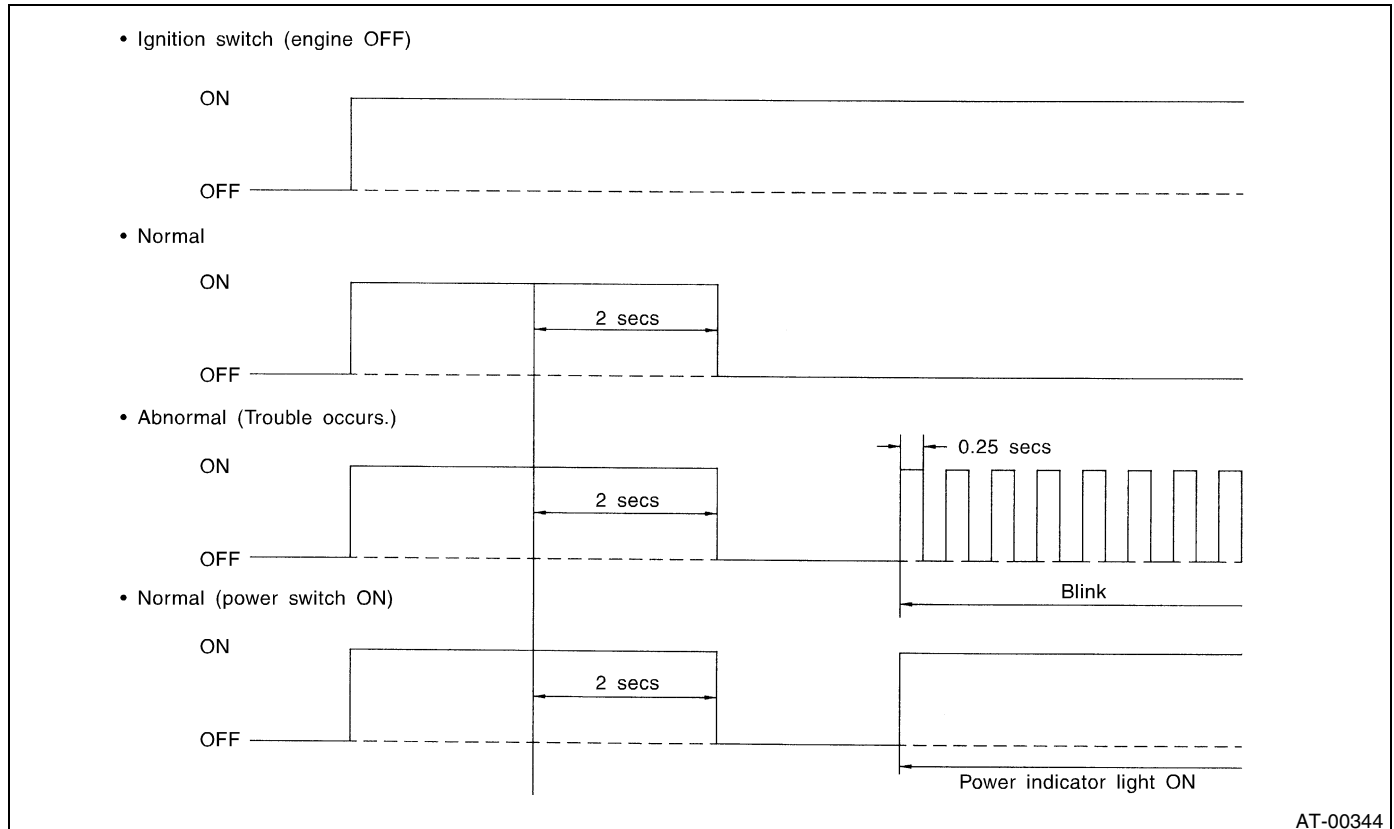 • Ignition switch (engine OFF)
ON
OFF
• Normal
ON
2 secs
OFF
• Abnormal (Trouble occurs.)
0.25 secs
ON
2 secs
OFF
Blink
• Normal (power switch ON)
ON
2 secs
OFF
Power indicator light ON
AT-00344